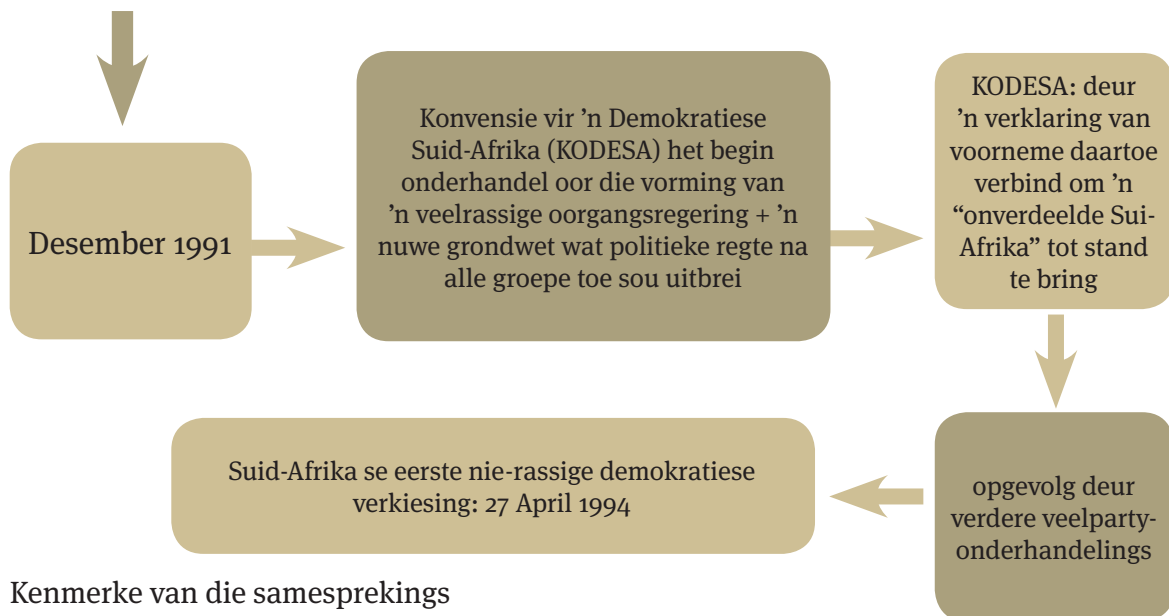 Desember 1991
Konvensie vir ’n Demokratiese
Suid-Afrika (KODESA) het begin
onderhandel oor die vorming van
’n veelrassige oorgangsregering + ’n
nuwe grondwet wat politieke regte na
alle groepe toe sou uitbrei
KODESA: deur
’n verklaring van
voorneme daartoe
verbind om ’n
“onverdeelde Sui-
Afrika” tot stand
te bring
opgevolg deur
verdere veelparty-
onderhandelings
Suid-Afrika se eerste nie-rassige demokratiese
verkiesing: 27 April 1994
Kenmerke van die samesprekings